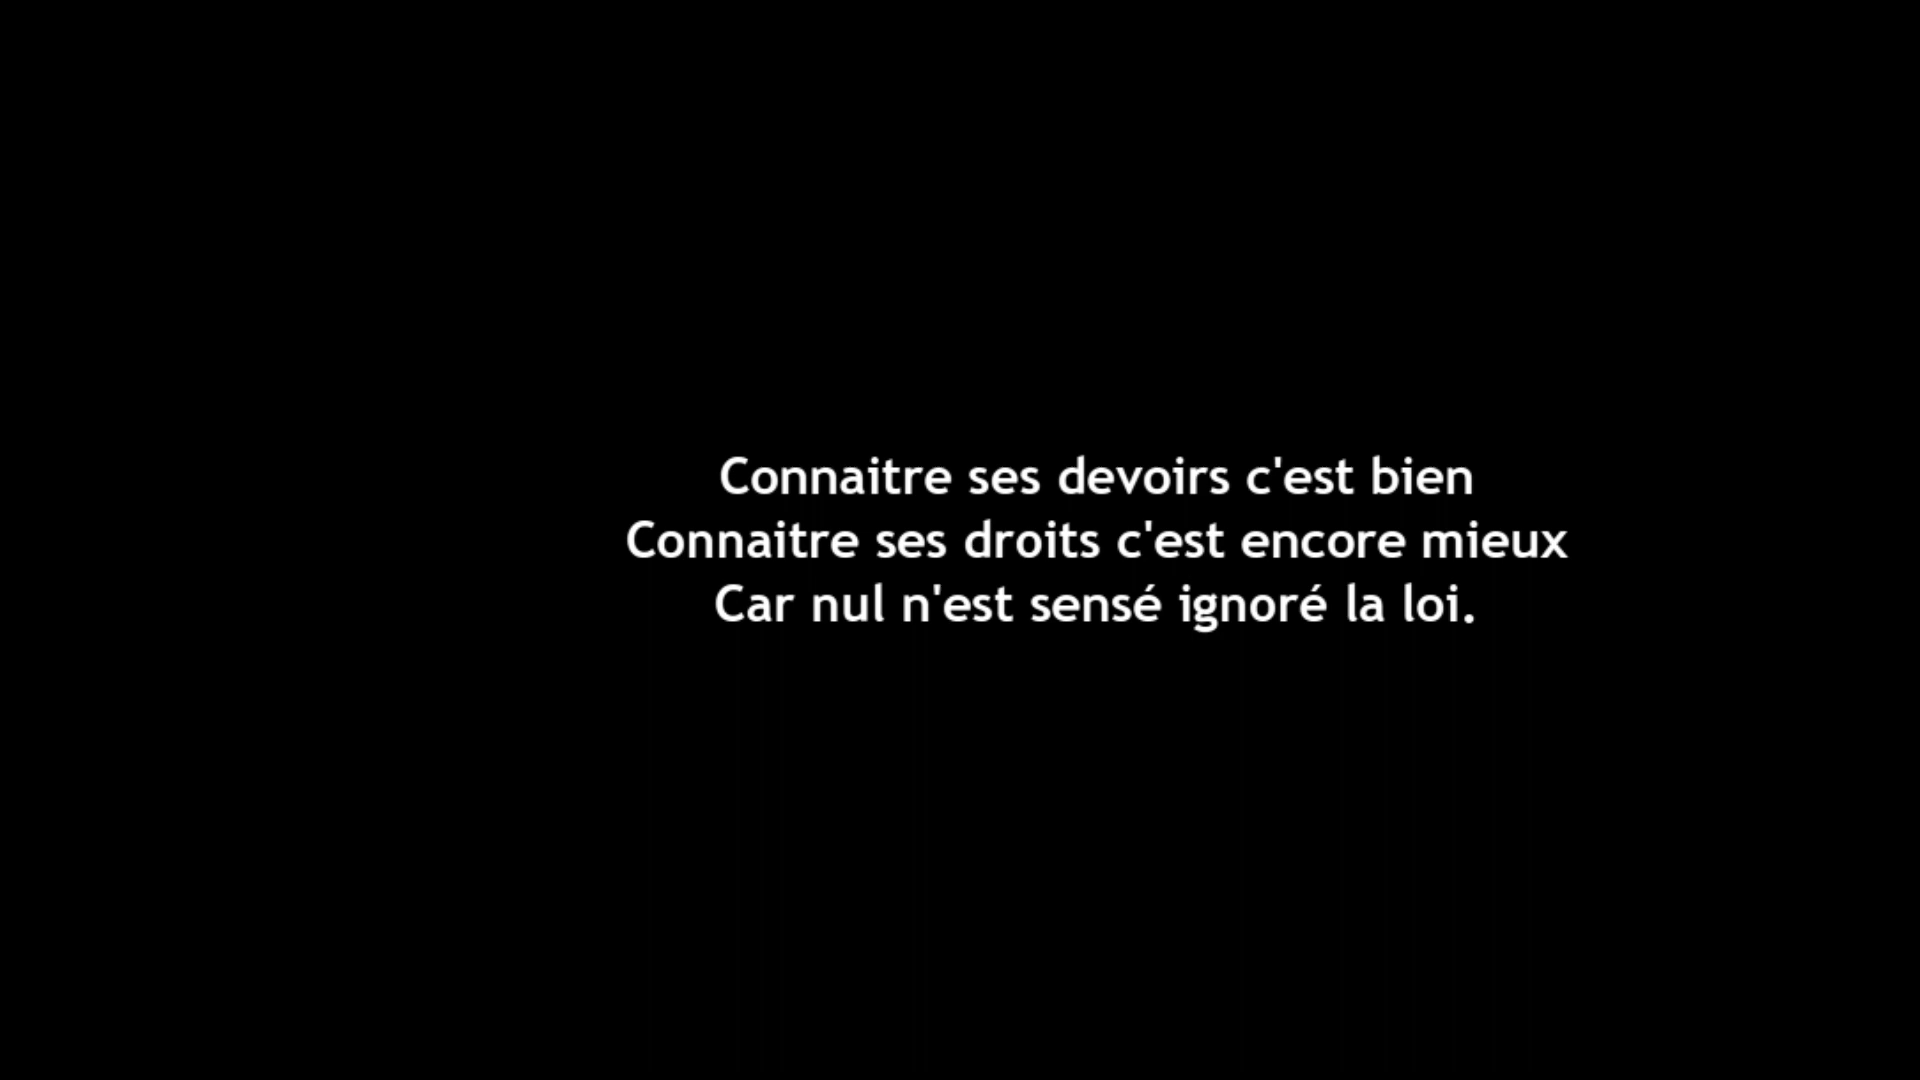 Connaitre ses devoirs c'est bien
Connaitre ses droits c'est encore mieux
Car nul n'est sensé ignoré la loi.